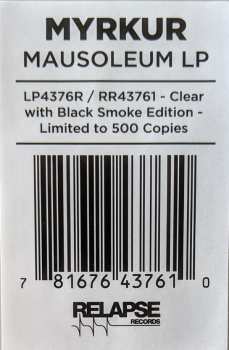 MYRKUR
MAUSOLEUM LP
LP4376R / RR43761 - Clear
with Black Smoke Edition -
Limited to 500 Copies
7 81676 43761 0
RELAPSE
RECORDS